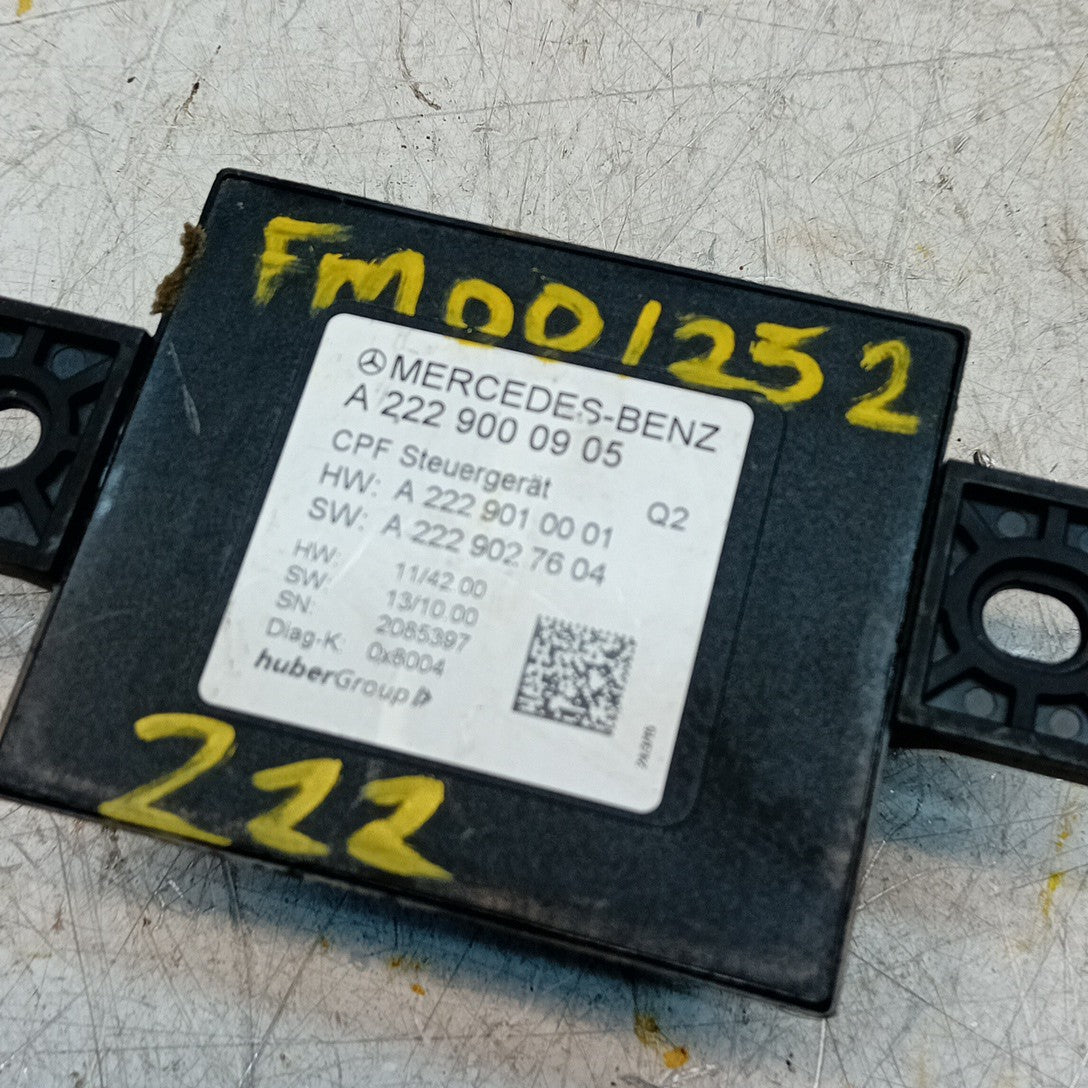 FM001252
MERCEDES-BENZ
A 222 900 09 05
CPF Steuergerät
HW: A 222 901 00 01 Q2
SW: A 222 902 76 04
HW: 11/42 00
SW: 13/10.00
SN: 2085397
Diag-K: 0x8004
huberGroup
222